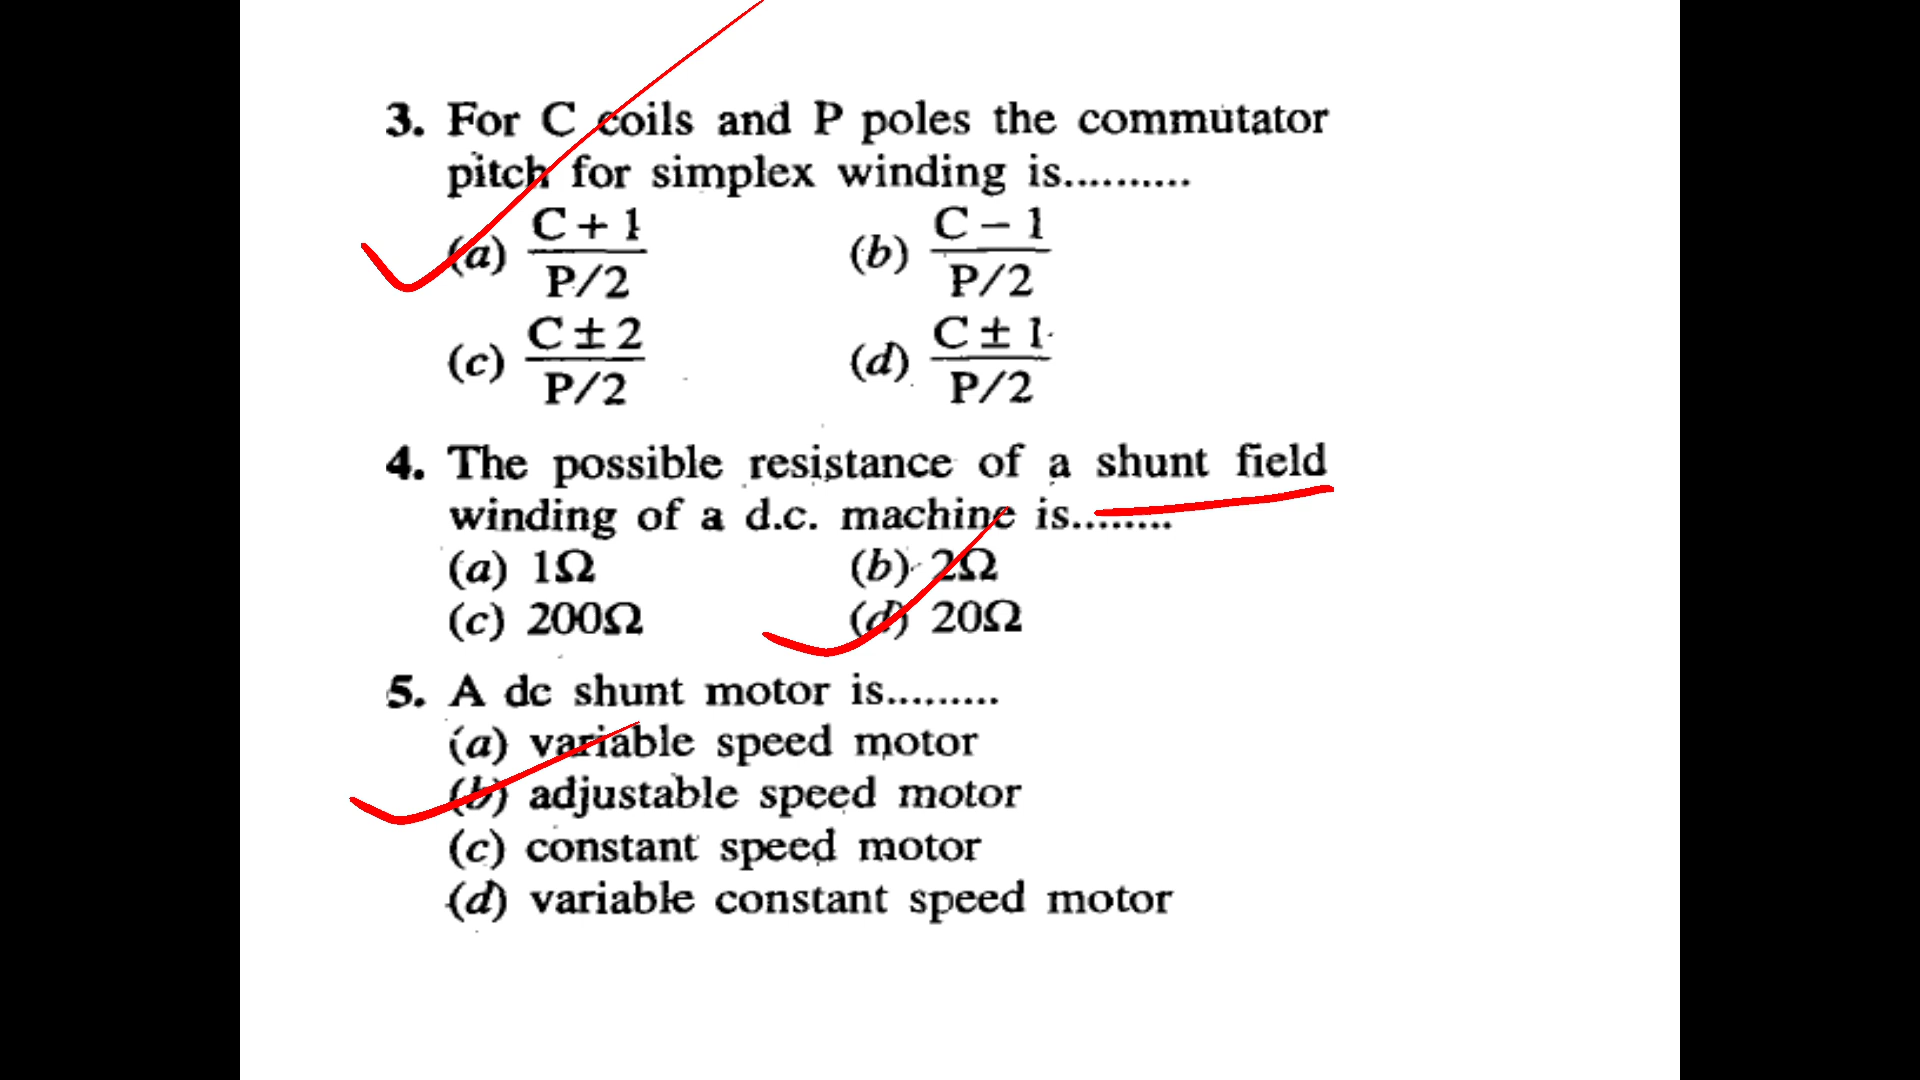 3. For C coils and P poles the commutator
pitch for simplex winding is..........
(a) C + 1 / P/2 (b) C − 1 / P/2
(c) C ± 2 / P/2 (d) C ± 1 / P/2
4. The possible resistance of a shunt field
winding of a d.c. machine is........
(a) 1Ω (b) 2Ω
(c) 200Ω (d) 20Ω
5. A dc shunt motor is.........
(a) variable speed motor
(b) adjustable speed motor
(c) constant speed motor
(d) variable constant speed motor